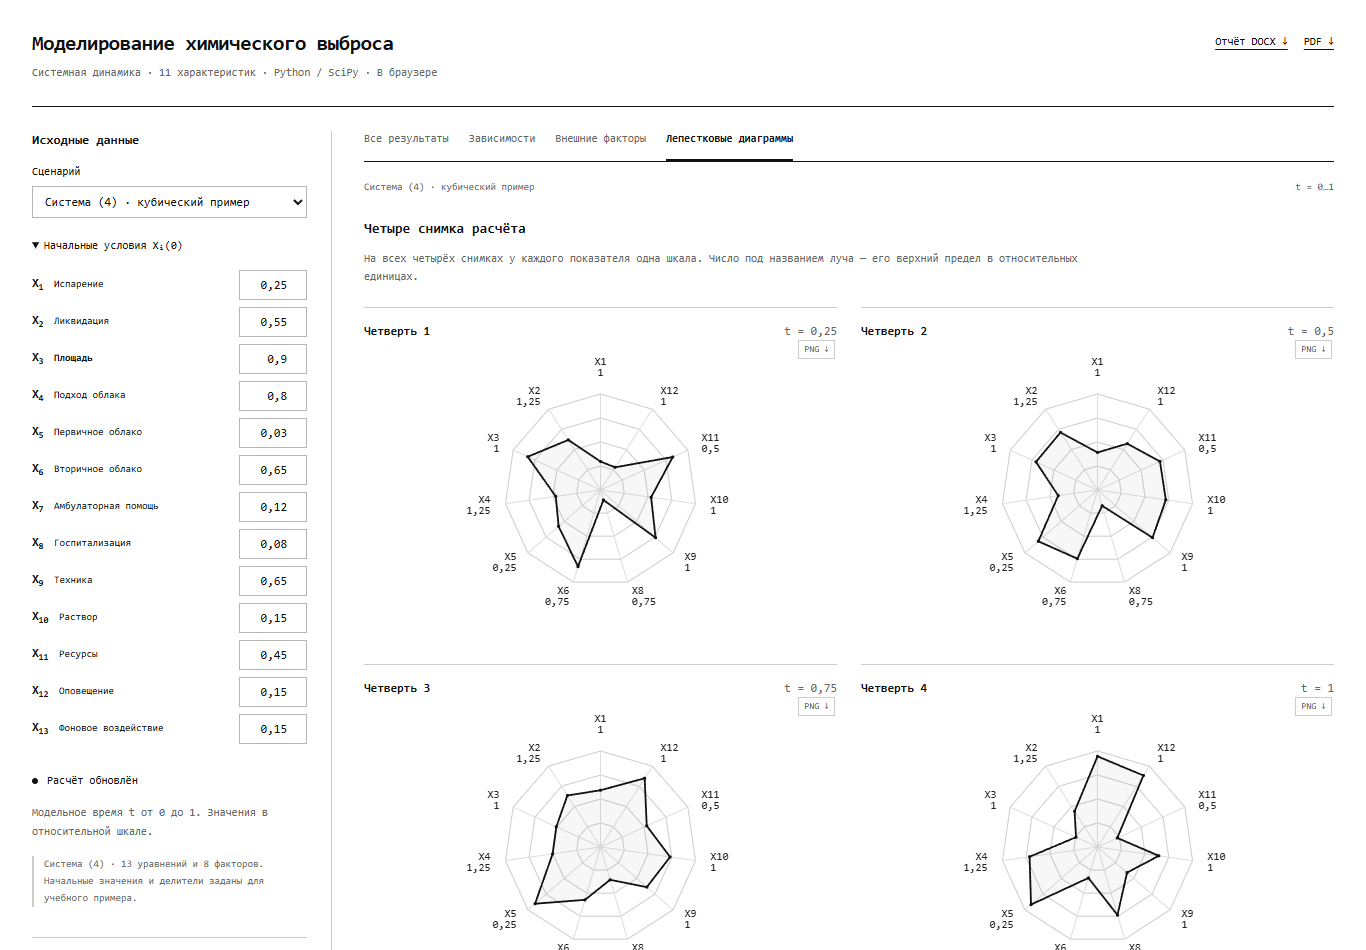 Моделирование химического выброса
Отчёт DOCX ↓ PDF ↓
Системная динамика · 11 характеристик · Python / SciPy · В браузере
Исходные данные
Сценарий
Система (4) · кубический пример
▼ Начальные условия Xᵢ(0)
X₁ Испарение 0,25
X₂ Ликвидация 0,55
X₃ Площадь 0,9
X₄ Подход облака 0,8
X₅ Первичное облако 0,03
X₆ Вторичное облако 0,65
X₇ Амбулаторная помощь 0,12
X₈ Госпитализация 0,08
X₉ Техника 0,65
X₁₀ Раствор 0,15
X₁₁ Ресурсы 0,45
X₁₂ Оповещение 0,15
X₁₃ Фоновое воздействие 0,15
● Расчёт обновлён
Модельное время t от 0 до 1. Значения в
относительной шкале.
Система (4) · 13 уравнений и 8 факторов.
Начальные значения и делители заданы для
учебного примера.
Все результаты Зависимости Внешние факторы Лепестковые диаграммы
Система (4) · кубический пример t = 0…1
Четыре снимка расчёта
На всех четырёх снимках у каждого показателя одна шкала. Число под названием луча — его верхний предел в относительных
единицах.
Четверть 1 t = 0,25
PNG ↓
X1
1
X2
1,25
X12
1
X3
1
X11
0,5
X4
1,25
X10
1
X5
0,25
X9
1
X6
0,75
X8
0,75
Четверть 2 t = 0,5
PNG ↓
X1
1
X2
1,25
X12
1
X3
1
X11
0,5
X4
1,25
X10
1
X5
0,25
X9
1
X6
0,75
X8
0,75
Четверть 3 t = 0,75
PNG ↓
X1
1
X2
1,25
X12
1
X3
1
X11
0,5
X4
1,25
X10
1
X5
0,25
X9
1
X6
X8
Четверть 4 t = 1
PNG ↓
X1
1
X2
1,25
X12
1
X3
1
X11
0,5
X4
1,25
X10
1
X5
0,25
X9
1
X6
X8